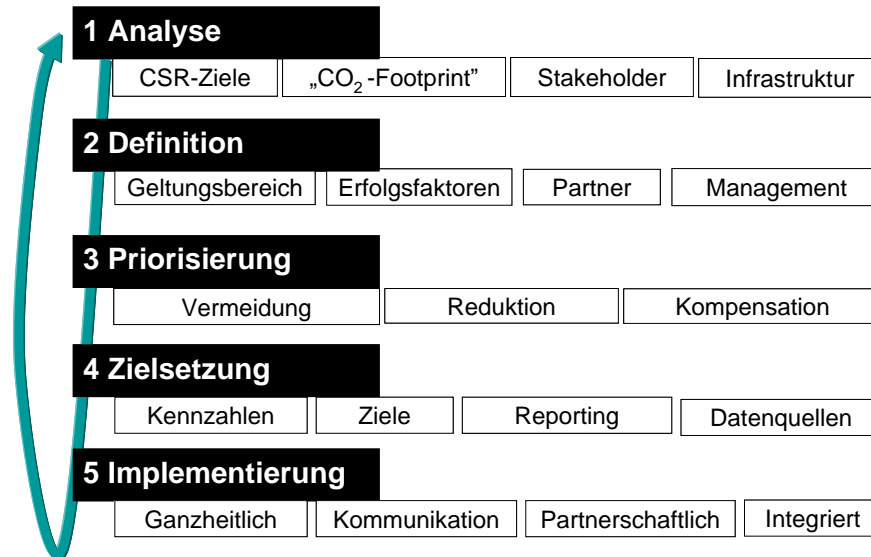 1 Analyse
CSR-Ziele „CO₂-Footprint” Stakeholder Infrastruktur
2 Definition
Geltungsbereich Erfolgsfaktoren Partner Management
3 Priorisierung
Vermeidung Reduktion Kompensation
4 Zielsetzung
Kennzahlen Ziele Reporting Datenquellen
5 Implementierung
Ganzheitlich Kommunikation Partnerschaftlich Integriert